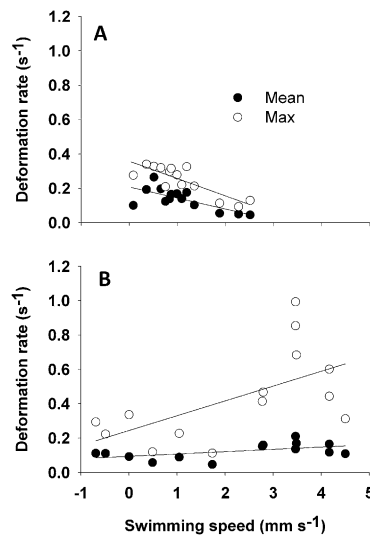 A
Deformation rate (s-1)
1.2
1.0
0.8
0.6
0.4
0.2
0.0
Mean
Max
B
Deformation rate (s-1)
1.2
1.0
0.8
0.6
0.4
0.2
0.0
-1 0 1 2 3 4 5
Swimming speed (mm s-1)